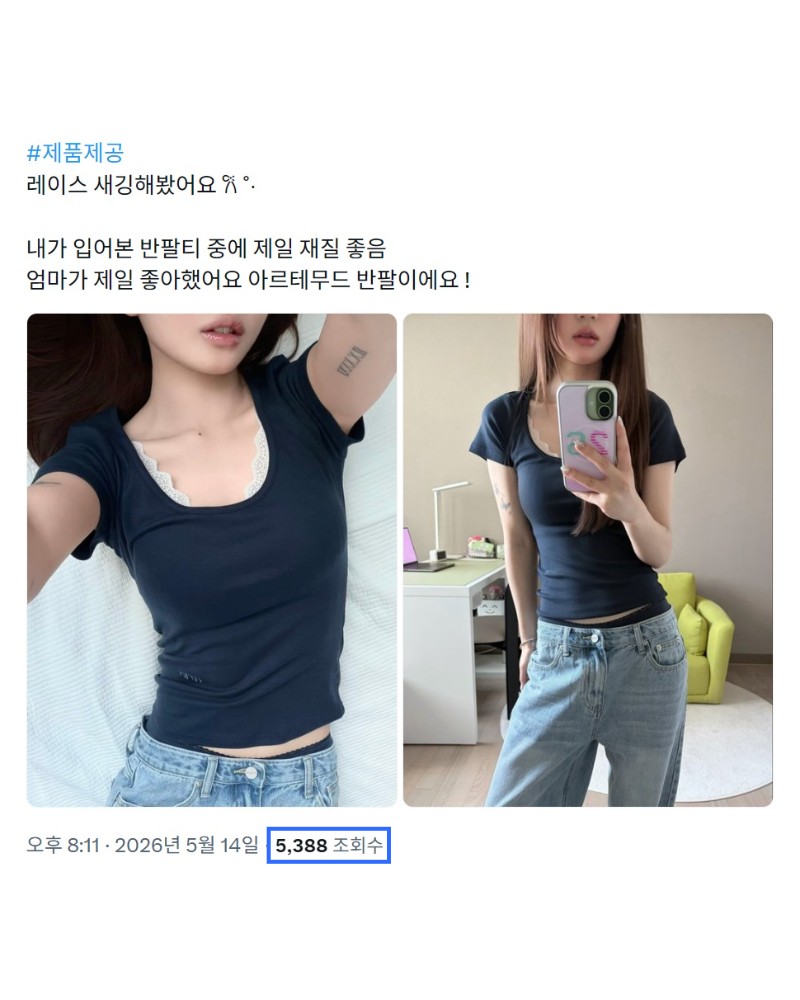 #제품제공
레이스 새깅해봤어요 𐙚 ˚‧
내가 입어본 반팔티 중에 제일 재질 좋음
엄마가 제일 좋아했어요 아르테무드 반팔이에요 !
오후 8:11 · 2026년 5월 14일 · 5,388 조회수